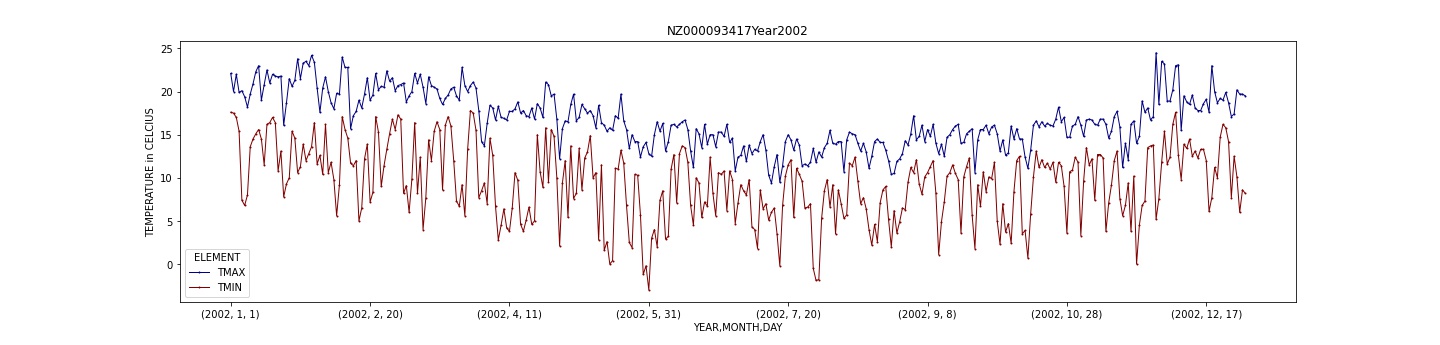 NZ000093417Year2002
TEMPERATURE in CELCIUS
25
20
15
10
5
0
ELEMENT
TMAX
TMIN
(2002, 1, 1) (2002, 2, 20) (2002, 4, 11) (2002, 5, 31) (2002, 7, 20) (2002, 9, 8) (2002, 10, 28) (2002, 12, 17)
YEAR,MONTH,DAY